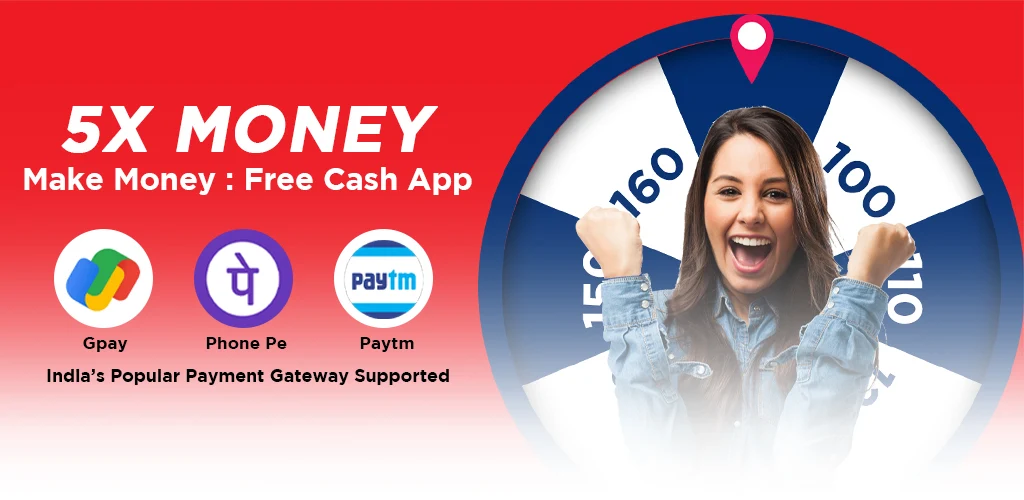 5X MONEY
Make Money : Free Cash App
पे
paytm
Gpay
Phone Pe
Paytm
IndIa's Popular Payment Gateway Supported
160
100
150
110